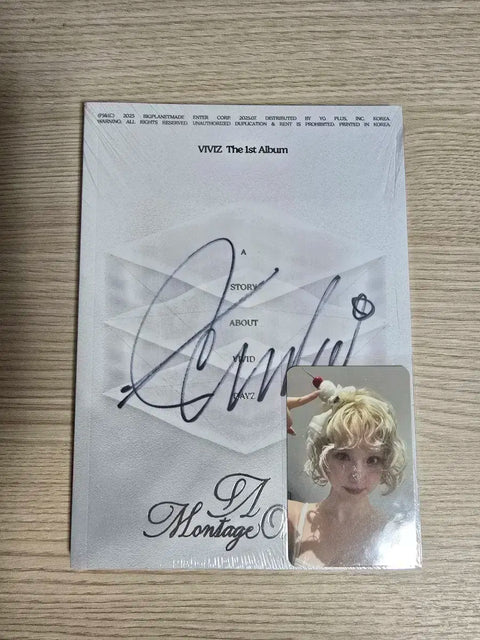 (P)&(C) 2025 BIGPLANETMADE ENTER CORP. 2025.07. DISTRIBUTED BY YG PLUS, INC. KOREA.
WARNING: ALL RIGHTS RESERVED. UNAUTHORIZED DUPLICATION & RENT IS PROHIBITED. PRINTED IN KOREA.
VIVIZ The 1st Album
A
STORY
ABOUT
VIVID
DAYZ
A
Montage